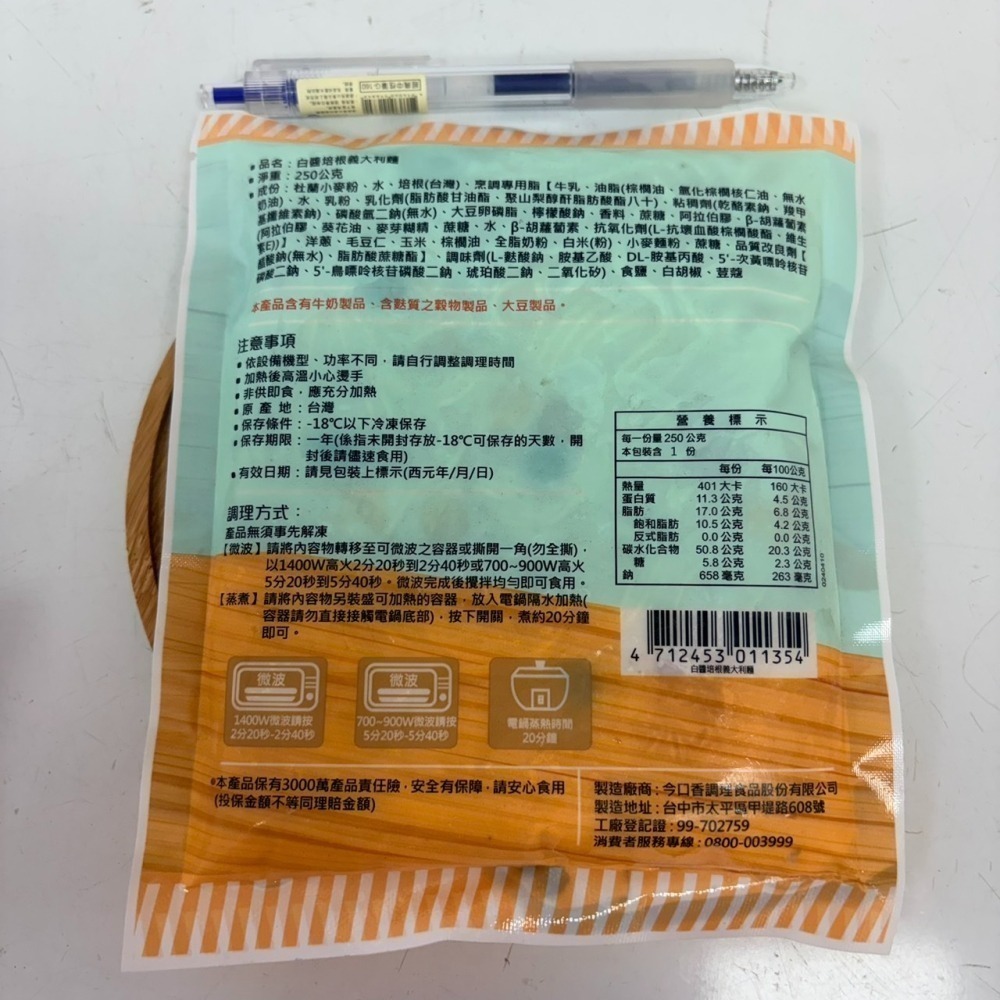 經典中性筆G-160
品名：白醬培根義大利麵
淨重：250公克
成份：杜蘭小麥粉、水、培根(台灣)、烹調專用脂【牛乳、油脂(棕櫚油、氫化棕櫚核仁油、無水
奶油)、水、乳粉、乳化劑(脂肪酸甘油酯、聚山梨醇酐脂肪酸酯八十)、粘稠劑(乾酪素鈉、羧甲
基纖維素鈉)、磷酸氫二鈉(無水)、大豆卵磷脂、檸檬酸鈉、香料、蔗糖、阿拉伯膠、β-胡蘿蔔素
(阿拉伯膠、葵花油、麥芽糊精、蔗糖、水、β-胡蘿蔔素、抗氧化劑(L-抗壞血酸棕櫚酸酯、維生
素E))】、洋蔥、毛豆仁、玉米、棕櫚油、全脂奶粉、白米(粉)、小麥麵粉、蔗糖、品質改良劑【
醋酸鈉(無水)、脂肪酸蔗糖酯】、調味劑(L-麩酸鈉、胺基乙酸、DL-胺基丙酸、5'-次黃嘌呤核苷
磷酸二鈉、5'-鳥嘌呤核苷磷酸二鈉、琥珀酸二鈉、二氧化矽)、食鹽、白胡椒、荳蔻
本產品含有牛奶製品、含麩質之穀物製品、大豆製品。
注意事項
依設備機型、功率不同，請自行調整調理時間
加熱後高溫小心燙手
非供即食，應充分加熱
原產地：台灣
保存條件：-18℃以下冷凍保存
保存期限：一年(係指未開封存放-18℃可保存的天數，開
封後請儘速食用)
有效日期：請見包裝上標示(西元年/月/日)
營養標示
每一份量250公克
本包裝含 1 份
每份 每100公克
熱量 401大卡 160大卡
蛋白質 11.3公克 4.5公克
脂肪 17.0公克 6.8公克
飽和脂肪 10.5公克 4.2公克
反式脂肪 0.0公克 0.0公克
碳水化合物 50.8公克 20.3公克
糖 5.8公克 2.3公克
鈉 658毫克 263毫克
0240410
調理方式：
產品無須事先解凍
【微波】請將內容物轉移至可微波之容器或撕開一角(勿全撕)，
以1400W高火2分20秒到2分40秒或700~900W高火
5分20秒到5分40秒。微波完成後攪拌均勻即可食用。
【蒸煮】請將內容物另裝盛可加熱的容器，放入電鍋隔水加熱(
容器請勿直接接觸電鍋底部)，按下開關，煮約20分鐘
即可。
4 712453 011354
白醬培根義大利麵
微波
1400W微波請按
2分20秒-2分40秒
微波
700~900W微波請按
5分20秒-5分40秒
電鍋蒸熱時間
20分鐘
*本產品保有3000萬產品責任險，安全有保障，請安心食用
(投保金額不等同理賠金額)
製造廠商：今口香調理食品股份有限公司
製造地址：台中市太平區甲堤路608號
工廠登記證：99-702759
消費者服務專線：0800-003999